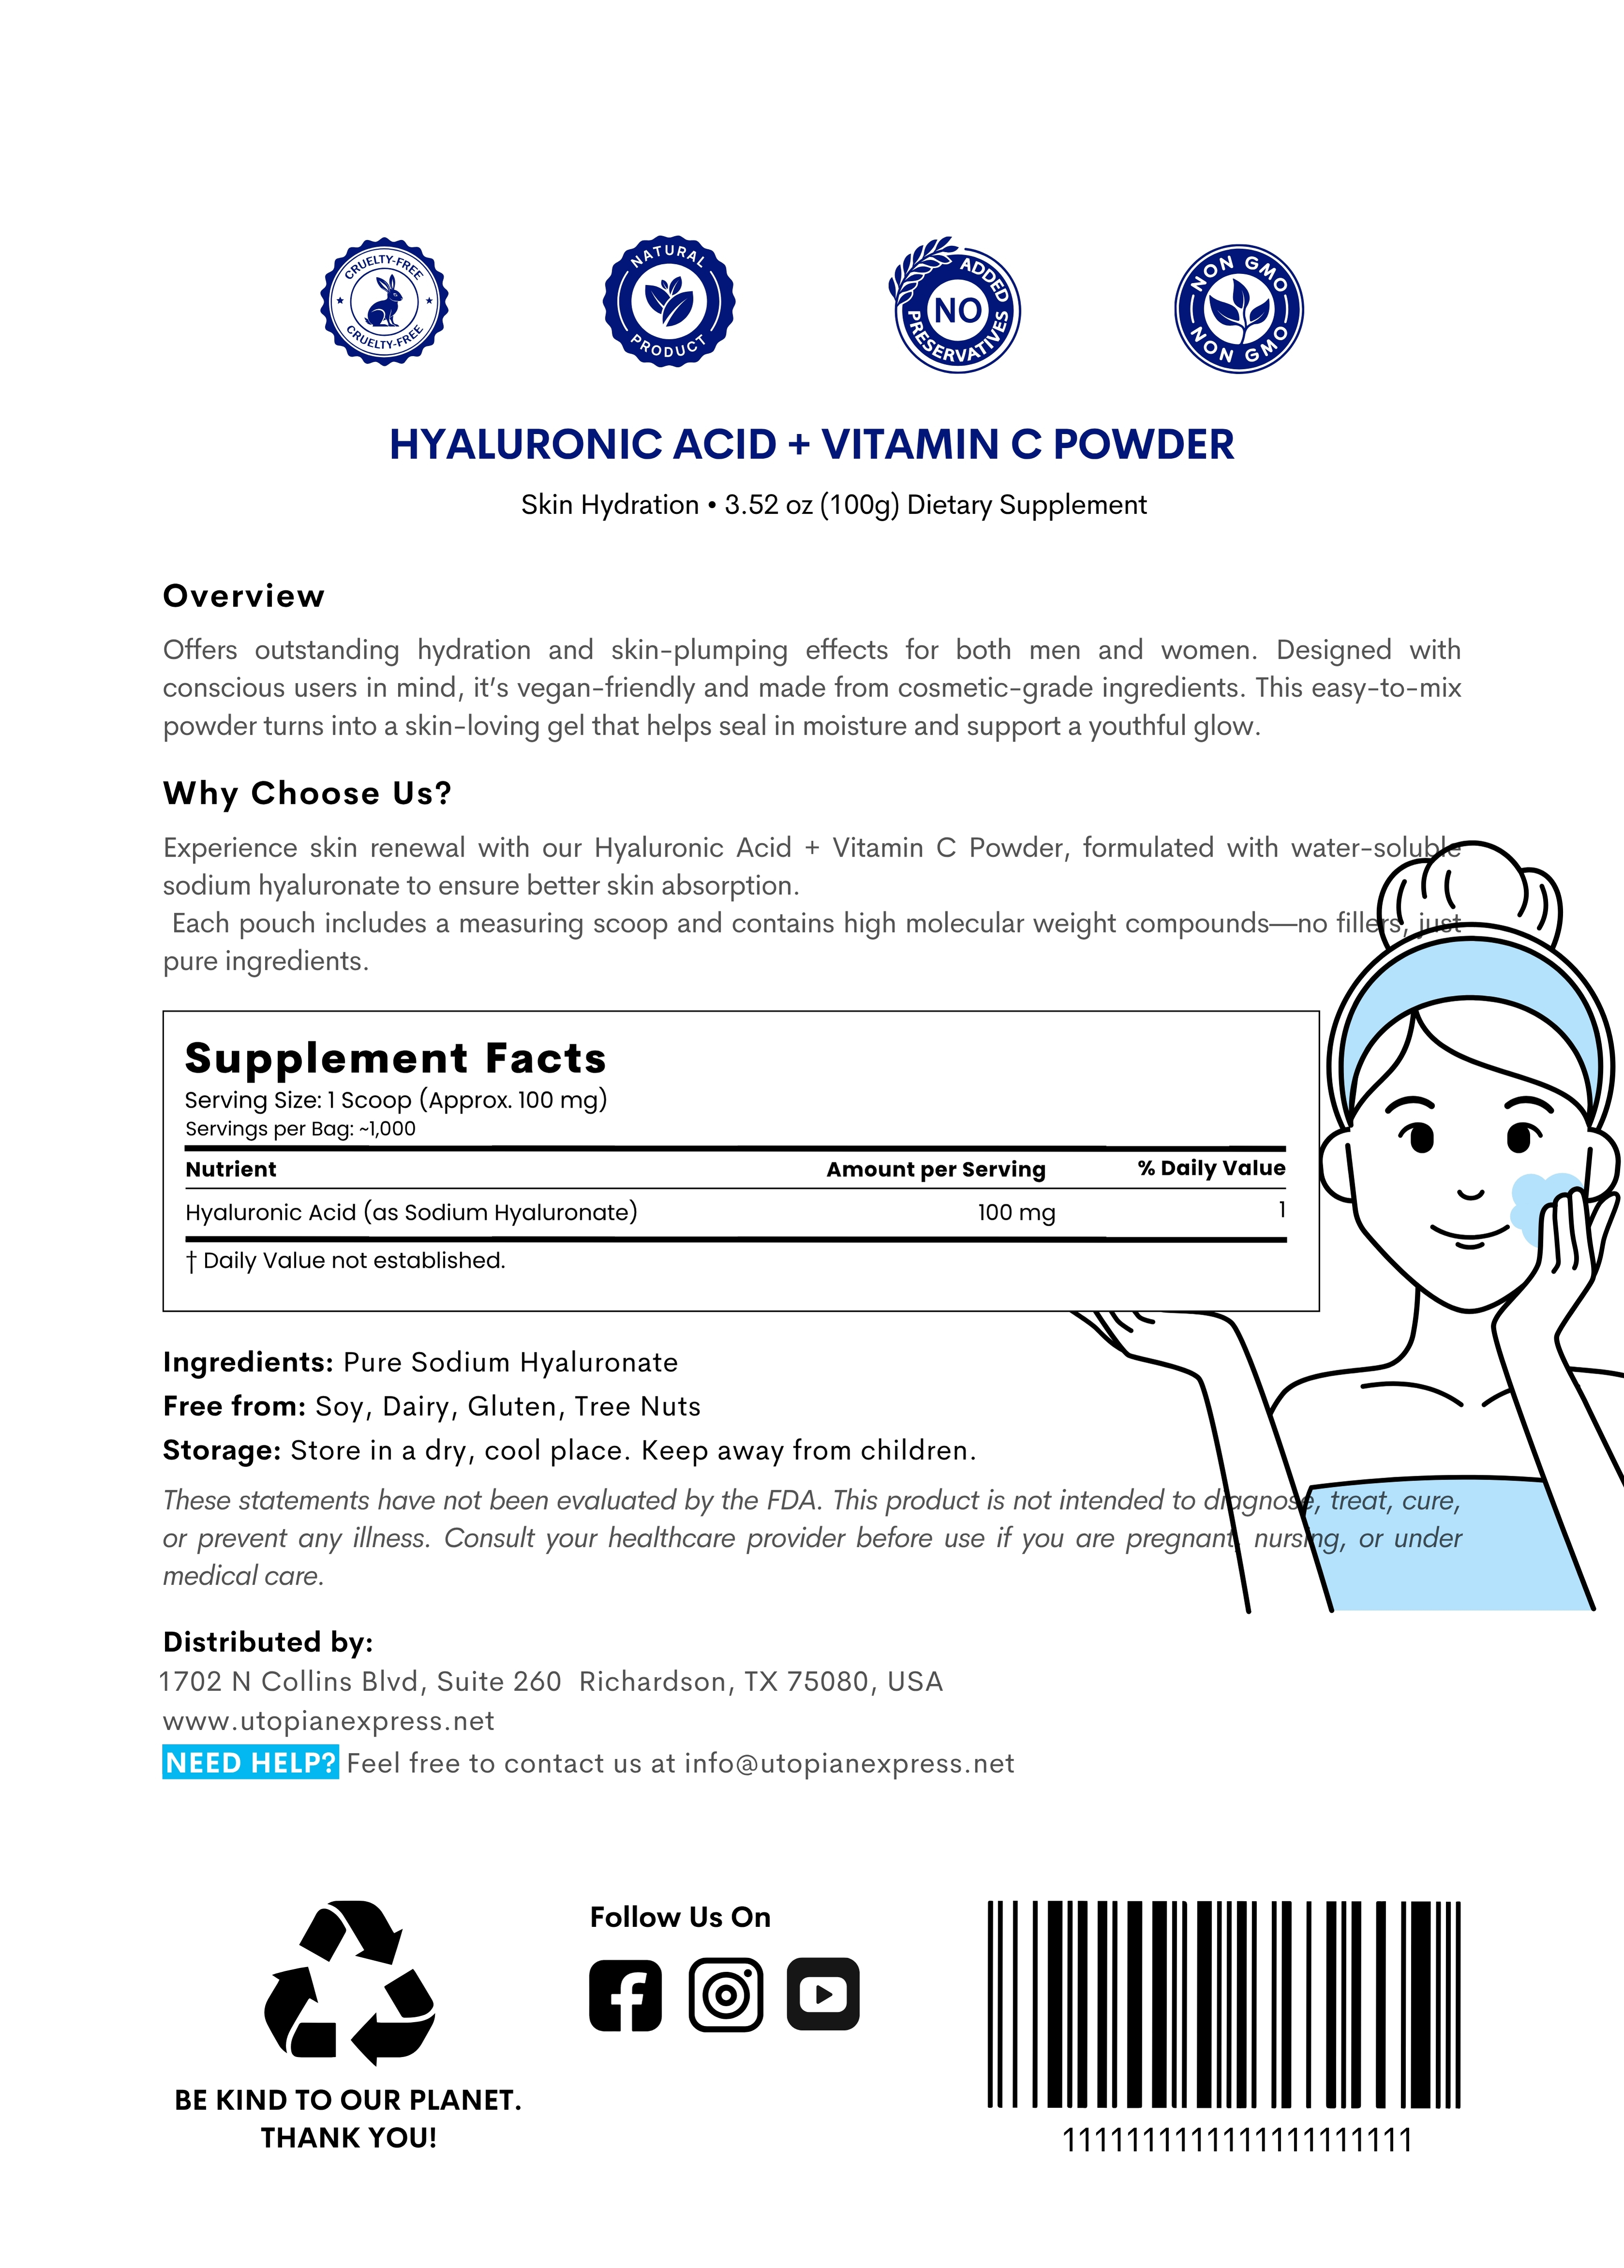 CRUELTY-FREE
CRUELTY-FREE
NATURAL
PRODUCT
NO
ADDED
PRESERVATIVES
NON GMO
NON GMO
HYALURONIC ACID + VITAMIN C POWDER
Skin Hydration • 3.52 oz (100g) Dietary Supplement
Overview
Offers outstanding hydration and skin-plumping effects for both men and women. Designed with
conscious users in mind, it’s vegan-friendly and made from cosmetic-grade ingredients. This easy-to-mix
powder turns into a skin-loving gel that helps seal in moisture and support a youthful glow.
Why Choose Us?
Experience skin renewal with our Hyaluronic Acid + Vitamin C Powder, formulated with water-soluble
sodium hyaluronate to ensure better skin absorption.
Each pouch includes a measuring scoop and contains high molecular weight compounds—no fillers, just
pure ingredients.
Supplement Facts
Serving Size: 1 Scoop (Approx. 100 mg)
Servings per Bag: ~1,000
Nutrient Amount per Serving % Daily Value
Hyaluronic Acid (as Sodium Hyaluronate) 100 mg 1
† Daily Value not established.
Ingredients: Pure Sodium Hyaluronate
Free from: Soy, Dairy, Gluten, Tree Nuts
Storage: Store in a dry, cool place. Keep away from children.
These statements have not been evaluated by the FDA. This product is not intended to diagnose, treat, cure,
or prevent any illness. Consult your healthcare provider before use if you are pregnant, nursing, or under
medical care.
Distributed by:
1702 N Collins Blvd, Suite 260 Richardson, TX 75080, USA
www.utopianexpress.net
NEED HELP? Feel free to contact us at info@utopianexpress.net
Follow Us On
BE KIND TO OUR PLANET.
THANK YOU!
1111111111111111111111